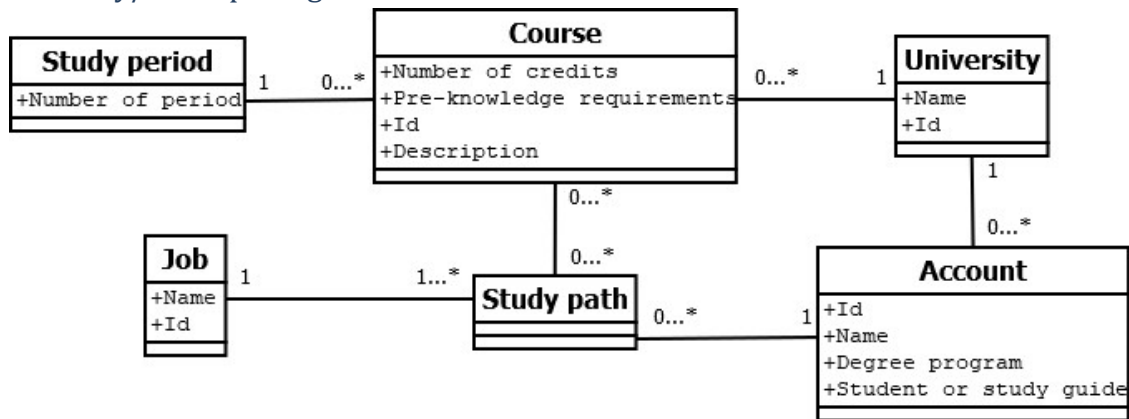 Study period
+Number of period
1
0...*
Course
+Number of credits
+Pre-knowledge requirements
+Id
+Description
0...*
1
University
+Name
+Id
1
0...*
0...*
0...*
Job
+Name
+Id
1
1...*
Study path
0...*
1
Account
+Id
+Name
+Degree program
+Student or study guide